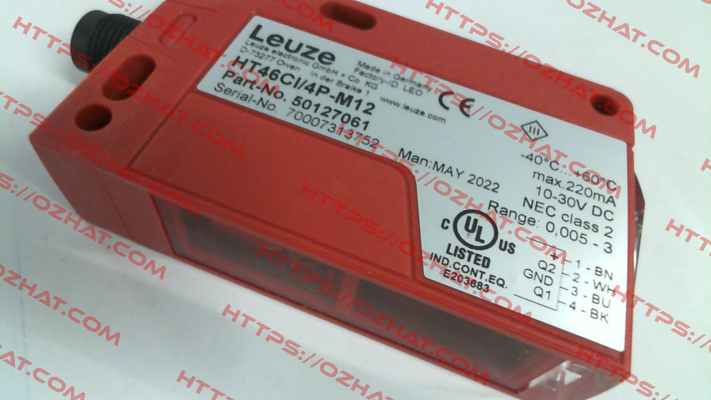 Leuze
Leuze electronic GmbH + Co. KG
D-73277 Owen In der Braike 1
Made in Germany
Factory-ID: LEO
www.leuze.com
HT46CI/4P-M12
Part-No. 50127061
Serial-No. 70007313752
Man:MAY 2022
CE
III
-40°C...+60°C
max.220mA
10-30V DC
NEC class 2
Range: 0,005 - 3
C UL US
LISTED
IND.CONT.EQ.
E203683
+ 1 - BN
Q2 2 - WH
GND 3 - BU
Q1 4 - BK
HTTPS://OZHAT.COM